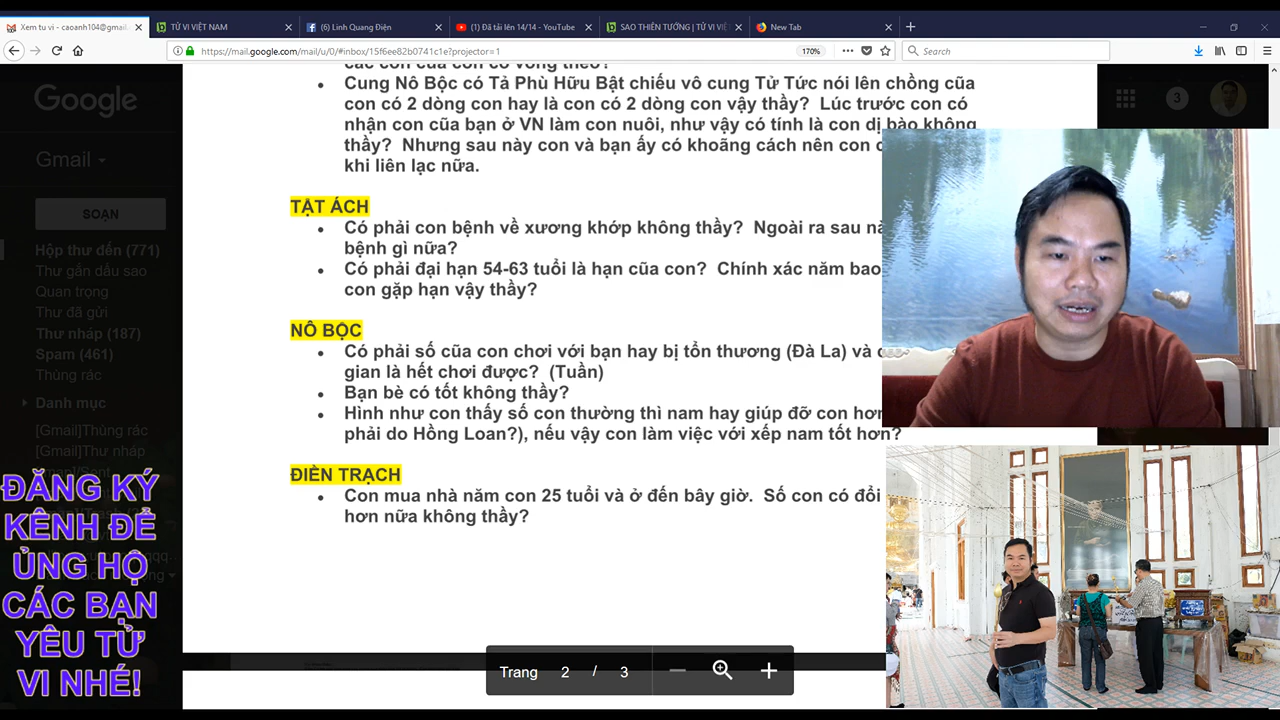 Xem tu vi - caoanh104@gmail.
TỬ VI VIỆT NAM
(6) Linh Quang Điện
(1) Đã tải lên 14/14 - YouTube
SAO THIÊN TƯỚNG | TỬ VI VIỆ
New Tab
https://mail.google.com/mail/u/0/#inbox/15f6ee82b0741c1e?projector=1
170%
Search
Google
3
Gmail
SOẠN
Hộp thư đến (771)
Thư gắn dấu sao
Quan trọng
Thư đã gửi
Thư nháp (187)
Spam (461)
Thùng rác
Danh mục
[Gmail]Thùng rác
[Gmail]Thư nháp
các con của con có vòng theo?
Cung Nô Bộc có Tả Phù Hữu Bật chiếu vô cung Tử Tức nói lên chồng cũa
con có 2 dòng con hay là con có 2 dòng con vậy thầy? Lúc trước con có
nhận con cũa bạn ở VN làm con nuôi, như vậy có tính là con dị bào không
thầy? Nhưng sau này con và bạn ấy có khoãng cách nên con
khi liên lạc nữa.
TẬT ÁCH
Có phải con bệnh về xương khớp không thầy? Ngoài ra sau
bệnh gì nữa?
Có phải đại hạn 54-63 tuổi là hạn cũa con? Chính xác năm bao
con gặp hạn vậy thầy?
NÔ BỘC
Có phải số cũa con chơi với bạn hay bị tổn thương (Đà La) và
gian là hết chơi được? (Tuần)
Bạn bè có tốt không thầy?
Hình như con thấy số con thường thì nam hay giúp đỡ con hơn
phải do Hồng Loan?), nếu vậy con làm việc với xếp nam tốt hơn?
ĐIỀN TRẠCH
Con mua nhà năm con 25 tuổi và ở đến bây giờ. Số con có đổi
hơn nữa không thầy?
ĐĂNG KÝ
KÊNH ĐỂ
ỦNG HỘ
CÁC BẠN
YÊU TỬ
VI NHÉ!
Trang 2 / 3